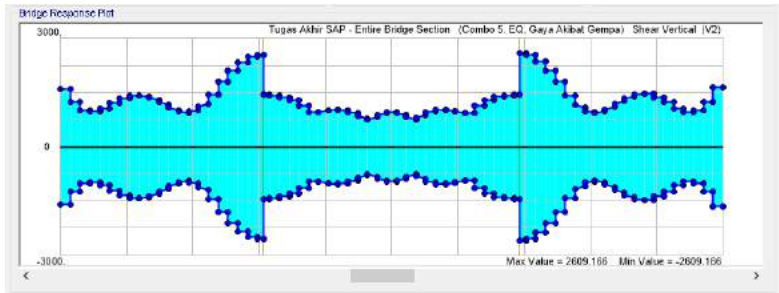 Bridge Response Plot
Tugas Akhir SAP - Entire Bridge Section (Combo 5. EQ, Gaya Akibat Gempa) Shear Vertical (V2)
3000.
0
-3000.
Max Value = 2609.166 Min Value = -2609.166